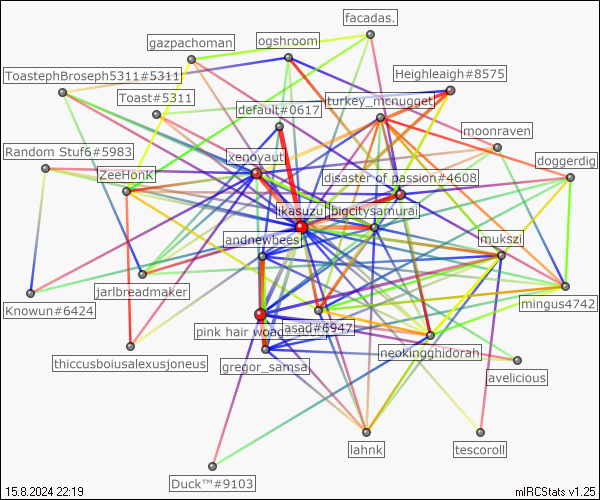 facadas.
gazpachoman
ogshroom
ToastephBroseph5311#5311
Heighleaigh#8575
Toast#5311
default#0617
turkey_mcnugget
moonraven
Random Stuf6#5983
xenoyaut
doggerdig
ZeeHonK
disaster of passion#4608
ikasuzu
bigcitysamurai
andnewbees
jmukszi
jarlbreadmaker
Knowun#6424
mingus4742
pink hair
asad#6947
thiccusboiusalexusjoneus
gregor_samsa
neokingghidorah
avelicious
lahnk
tescoroll
Duck™#9103
15.8.2024 22:19
mIRCStats v1.25